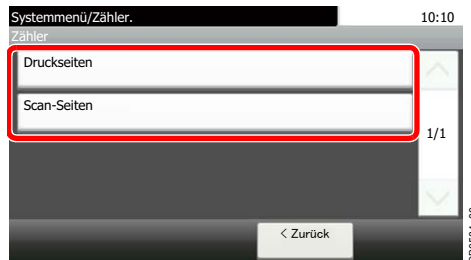 Systemmenü/Zähler.
10:10
Zähler
Druckseiten
Scan-Seiten
1/1
< Zurück